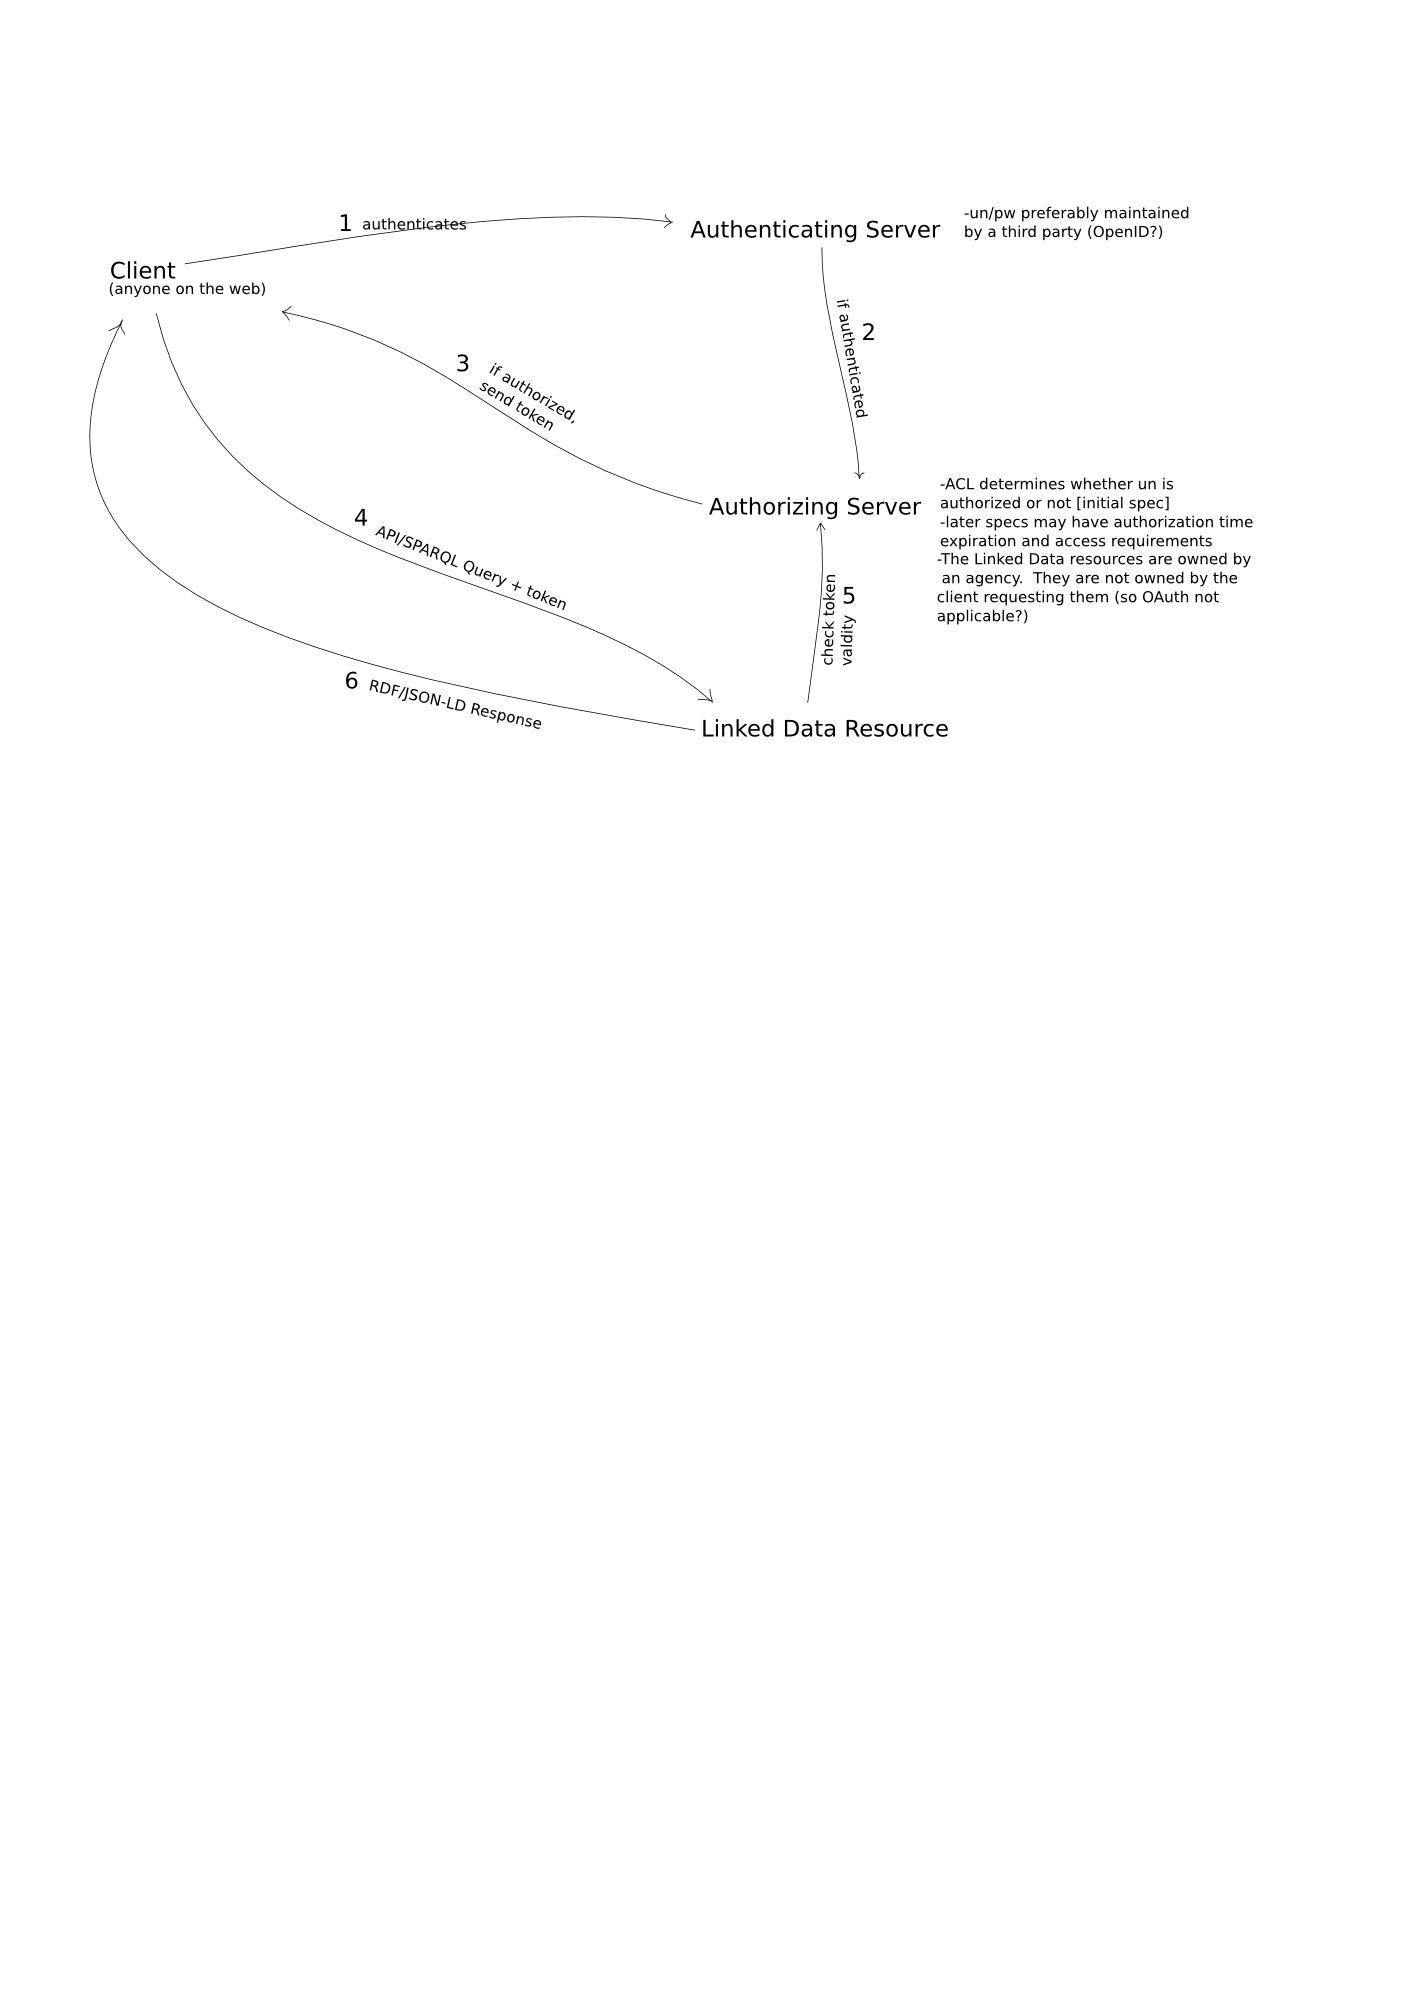 1 authenticates
Authenticating Server
-un/pw preferably maintained
by a third party (OpenID?)
Client
(anyone on the web)
if authenticated
2
3
if authorized,
send token
Authorizing Server
-ACL determines whether un is
authorized or not [initial spec]
-later specs may have authorization time
expiration and access requirements
-The Linked Data resources are owned by
an agency.  They are not owned by the
client requesting them (so OAuth not
applicable?)
4
API/SPARQL Query + token
check token
valdity 5
6 RDF/JSON-LD Response
Linked Data Resource